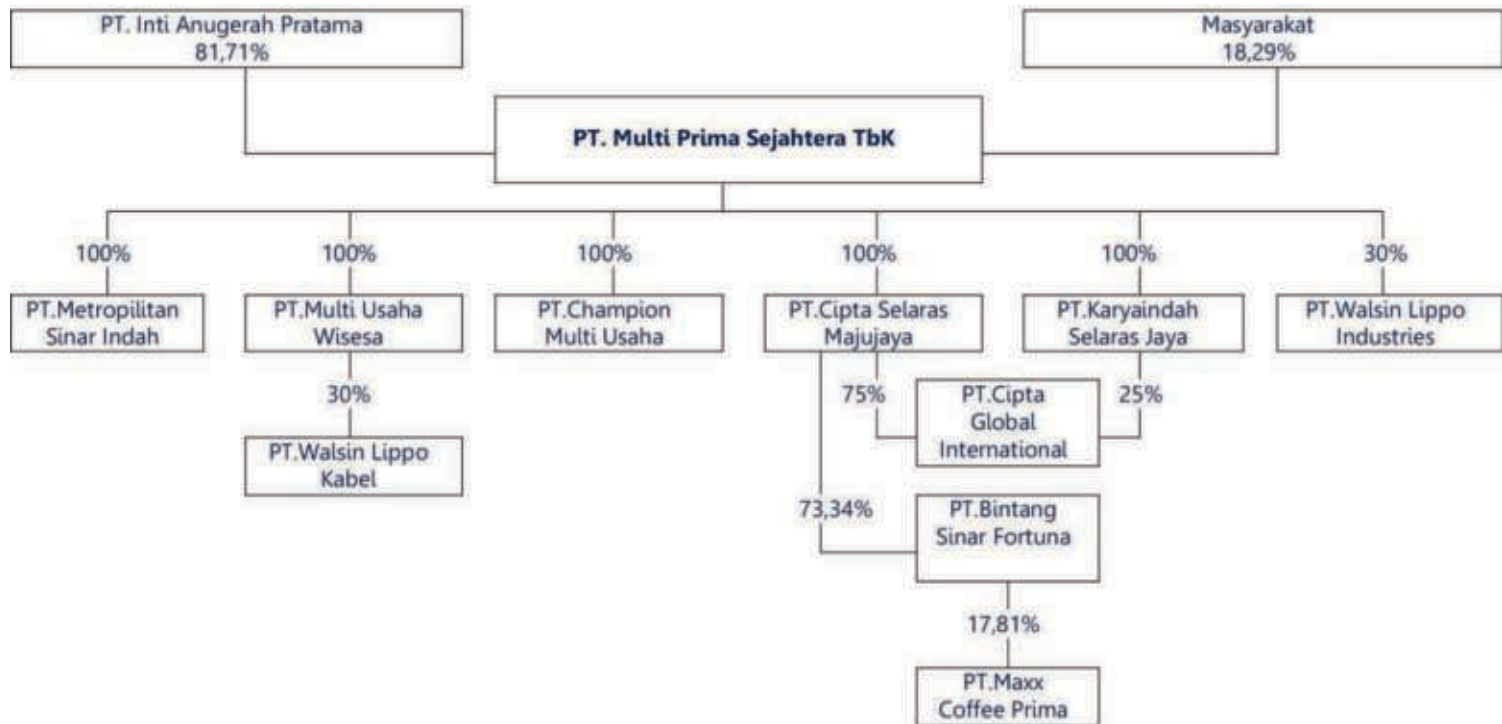 PT. Inti Anugerah Pratama
81,71%
Masyarakat
18,29%
PT. Multi Prima Sejahtera TbK
100%
100%
100%
100%
100%
30%
PT.Metropilitan
Sinar Indah
PT.Multi Usaha
Wisesa
PT.Champion
Multi Usaha
PT.Cipta Selaras
Majujaya
PT.Karyaindah
Selaras Jaya
PT.Walsin Lippo
Industries
30%
75%
PT.Cipta
Global
International
25%
PT.Walsin Lippo
Kabel
73,34%
PT.Bintang
Sinar Fortuna
17,81%
PT.Maxx
Coffee Prima